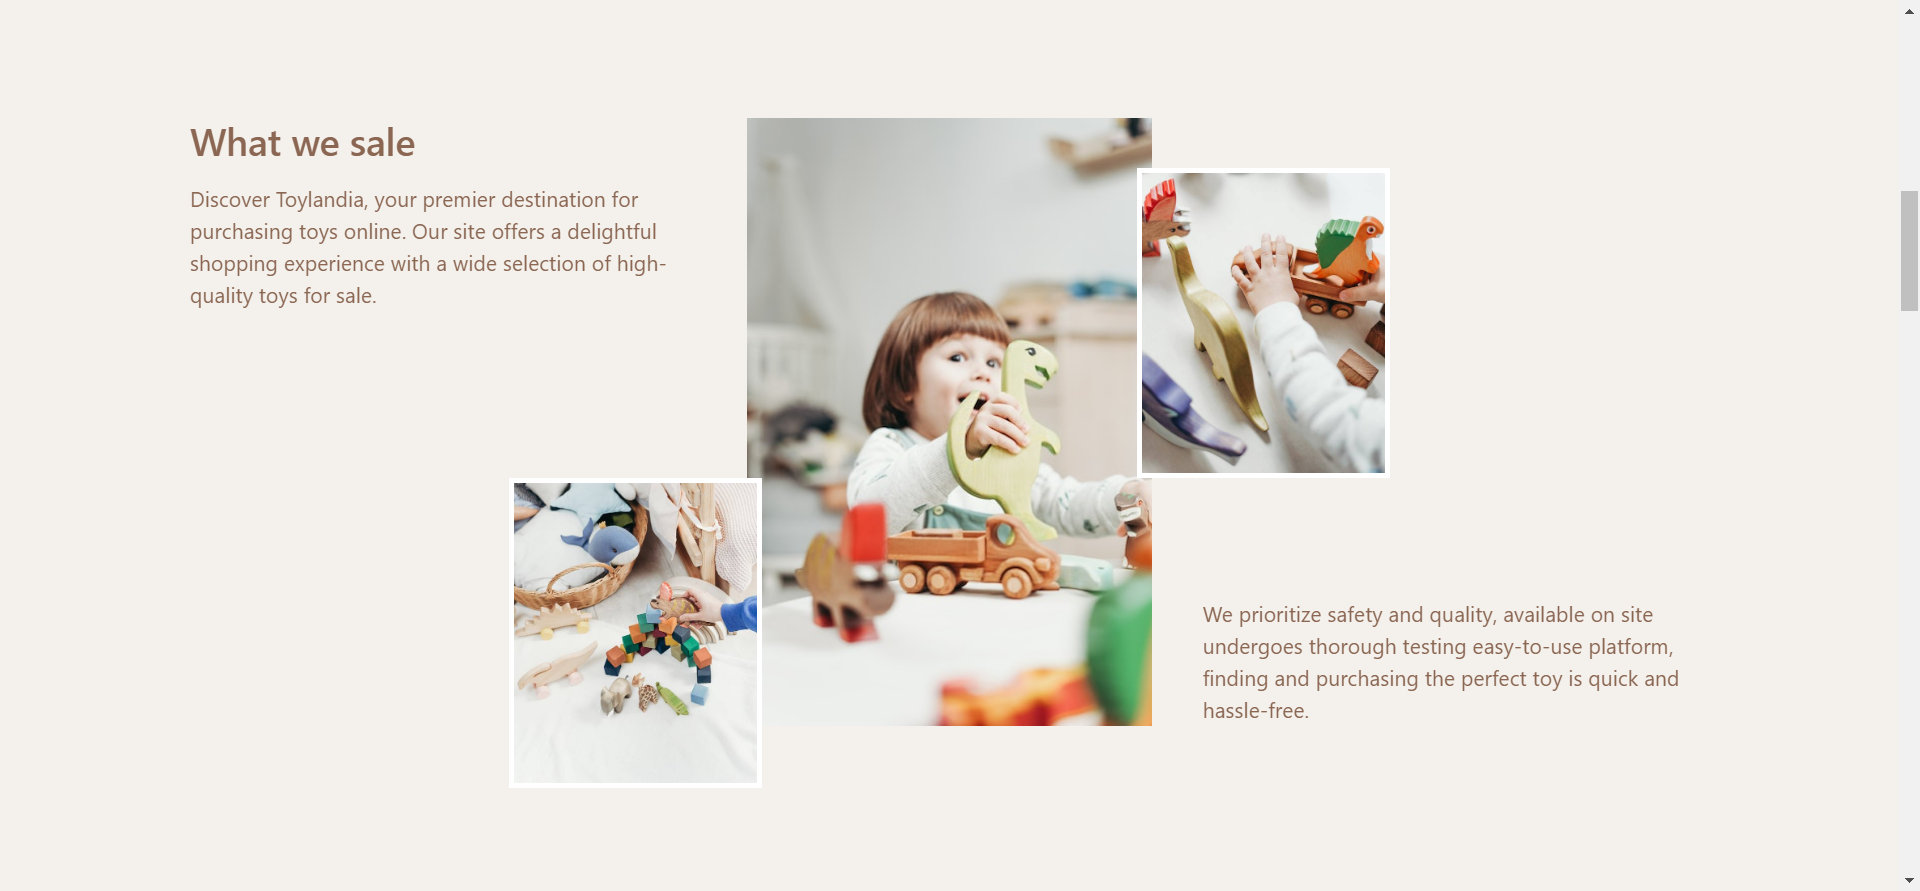 What we sale
Discover Toylandia, your premier destination for
purchasing toys online. Our site offers a delightful
shopping experience with a wide selection of high-
quality toys for sale.
We prioritize safety and quality, available on site
undergoes thorough testing easy-to-use platform,
finding and purchasing the perfect toy is quick and
hassle-free.